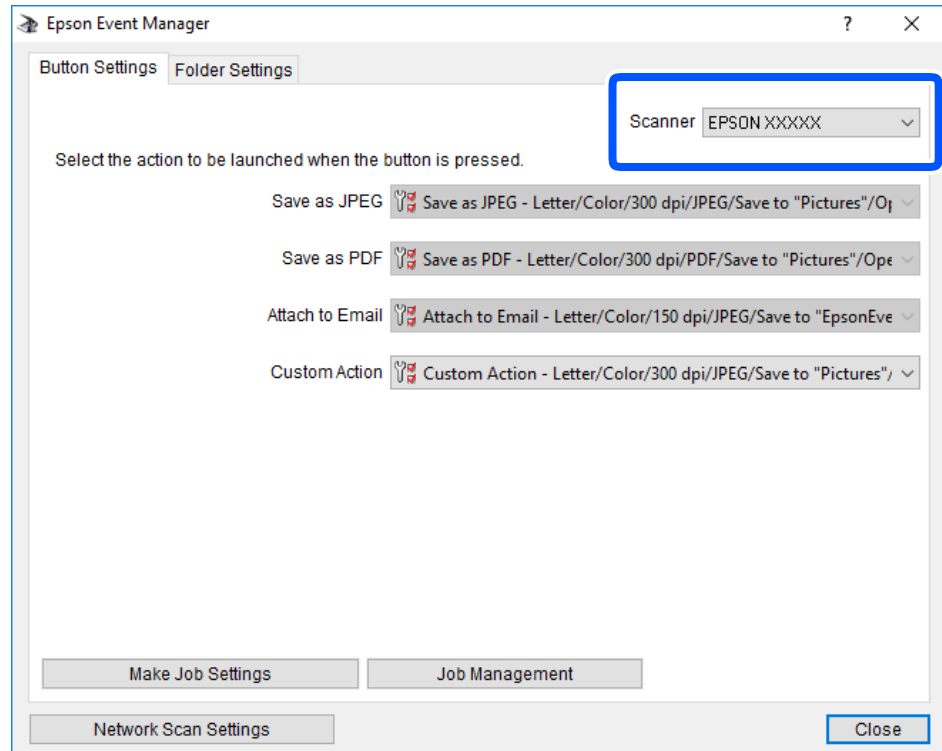 Epson Event Manager
Button Settings
Folder Settings
Scanner EPSON XXXXX
Select the action to be launched when the button is pressed.
Save as JPEG Save as JPEG - Letter/Color/300 dpi/JPEG/Save to "Pictures"/Op
Save as PDF Save as PDF - Letter/Color/300 dpi/PDF/Save to "Pictures"/Ope
Attach to Email Attach to Email - Letter/Color/150 dpi/JPEG/Save to "EpsonEve
Custom Action Custom Action - Letter/Color/300 dpi/JPEG/Save to "Pictures"/
Make Job Settings
Job Management
Network Scan Settings
Close